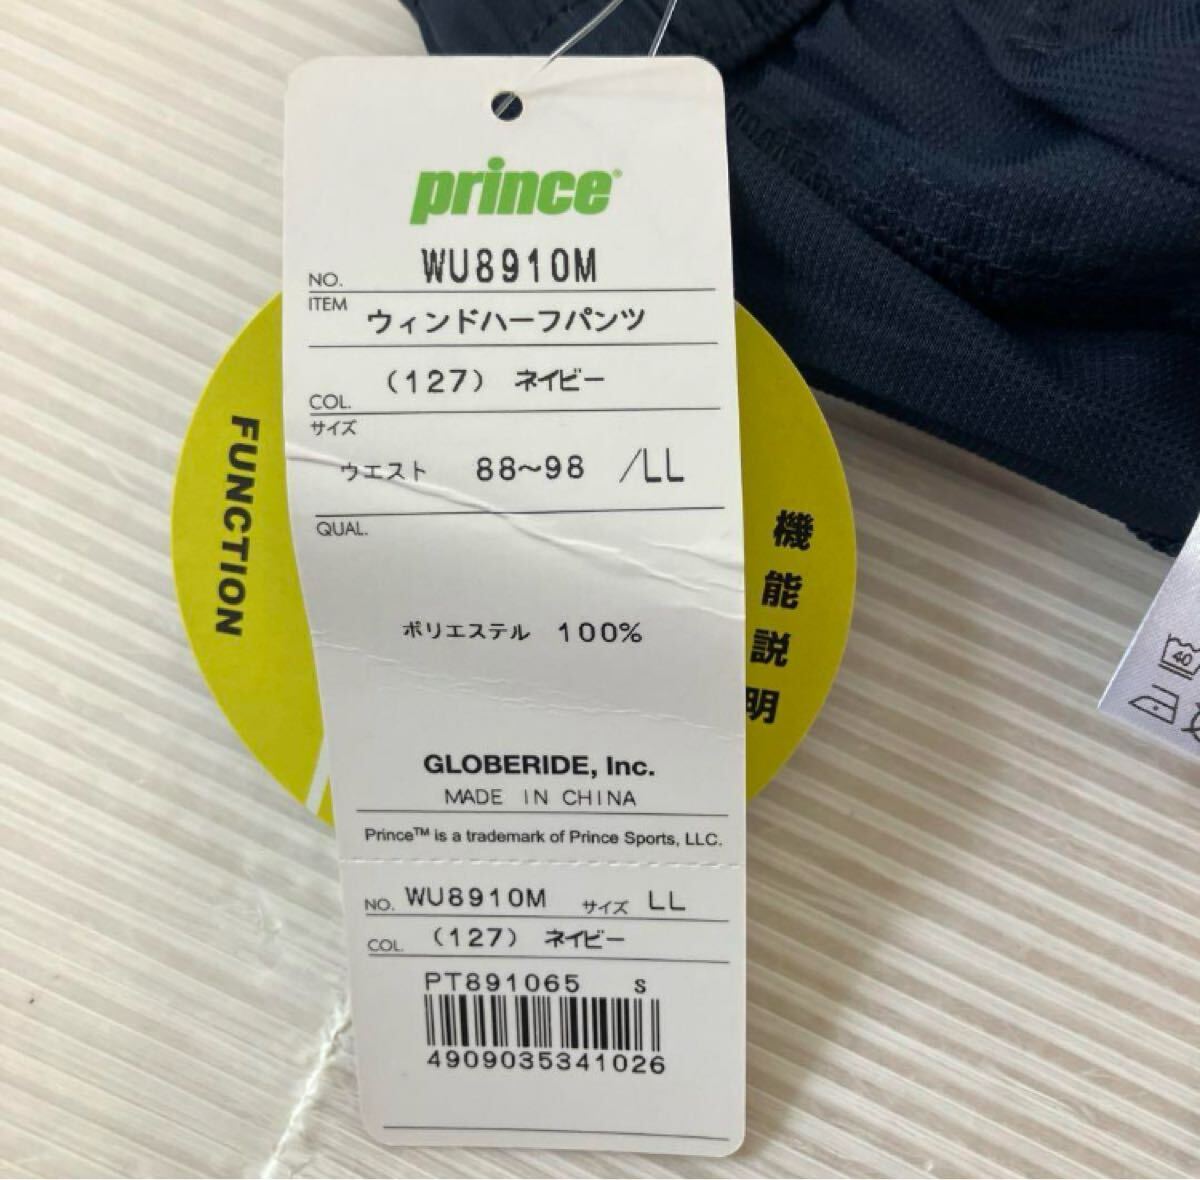 prince®
NO. WU8910M
ITEM ウィンドハーフパンツ
COL. (127) ネイビー
サイズ
ウエスト 88~98 /LL
QUAL.
ポリエステル 100%
GLOBERIDE, Inc.
MADE IN CHINA
Prince™ is a trademark of Prince Sports, LLC.
NO. WU8910M サイズ LL
COL. (127) ネイビー
PT891065 S
4909035341026
FUNCTION
機能説明
40